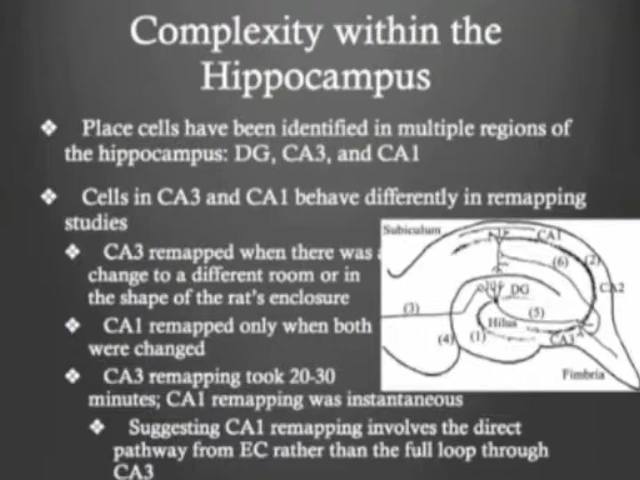 Complexity within the
Hippocampus
❖ Place cells have been identified in multiple regions of
the hippocampus: DG, CA3, and CA1
❖ Cells in CA3 and CA1 behave differently in remapping
studies
❖ CA3 remapped when there was a
change to a different room or in
the shape of the rat's enclosure
❖ CA1 remapped only when both
were changed
❖ CA3 remapping took 20-30
minutes; CA1 remapping was instantaneous
❖ Suggesting CA1 remapping involves the direct
pathway from EC rather than the full loop through
CA3
Subiculum
CA1
(6) (2)
DG
CA2
(3)
(5)
Hilus
(4) (1)
CA3
Fimbria